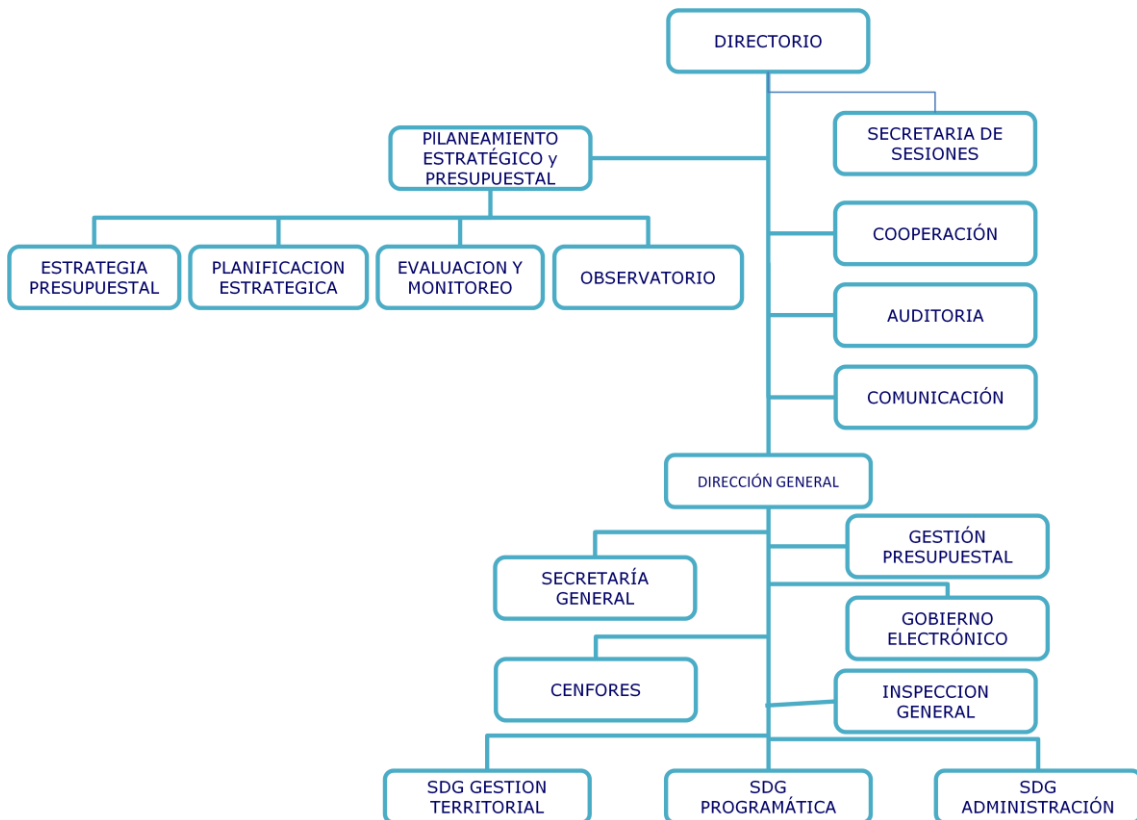 DIRECTORIO
SECRETARIA DE
SESIONES
PlLANEAMIENTO
ESTRATÉGICO y
PRESUPUESTAL
COOPERACIÓN
ESTRATEGIA
PRESUPUESTAL
PLANIFICACION
ESTRATEGICA
EVALUACION Y
MONITOREO
OBSERVATORIO
AUDITORIA
COMUNICACIÓN
DIRECCIÓN GENERAL
GESTIÓN
PRESUPUESTAL
SECRETARÍA
GENERAL
GOBIERNO
ELECTRÓNICO
CENFORES
INSPECCION
GENERAL
SDG GESTION
TERRITORIAL
SDG
PROGRAMÁTICA
SDG
ADMINISTRACIÓN